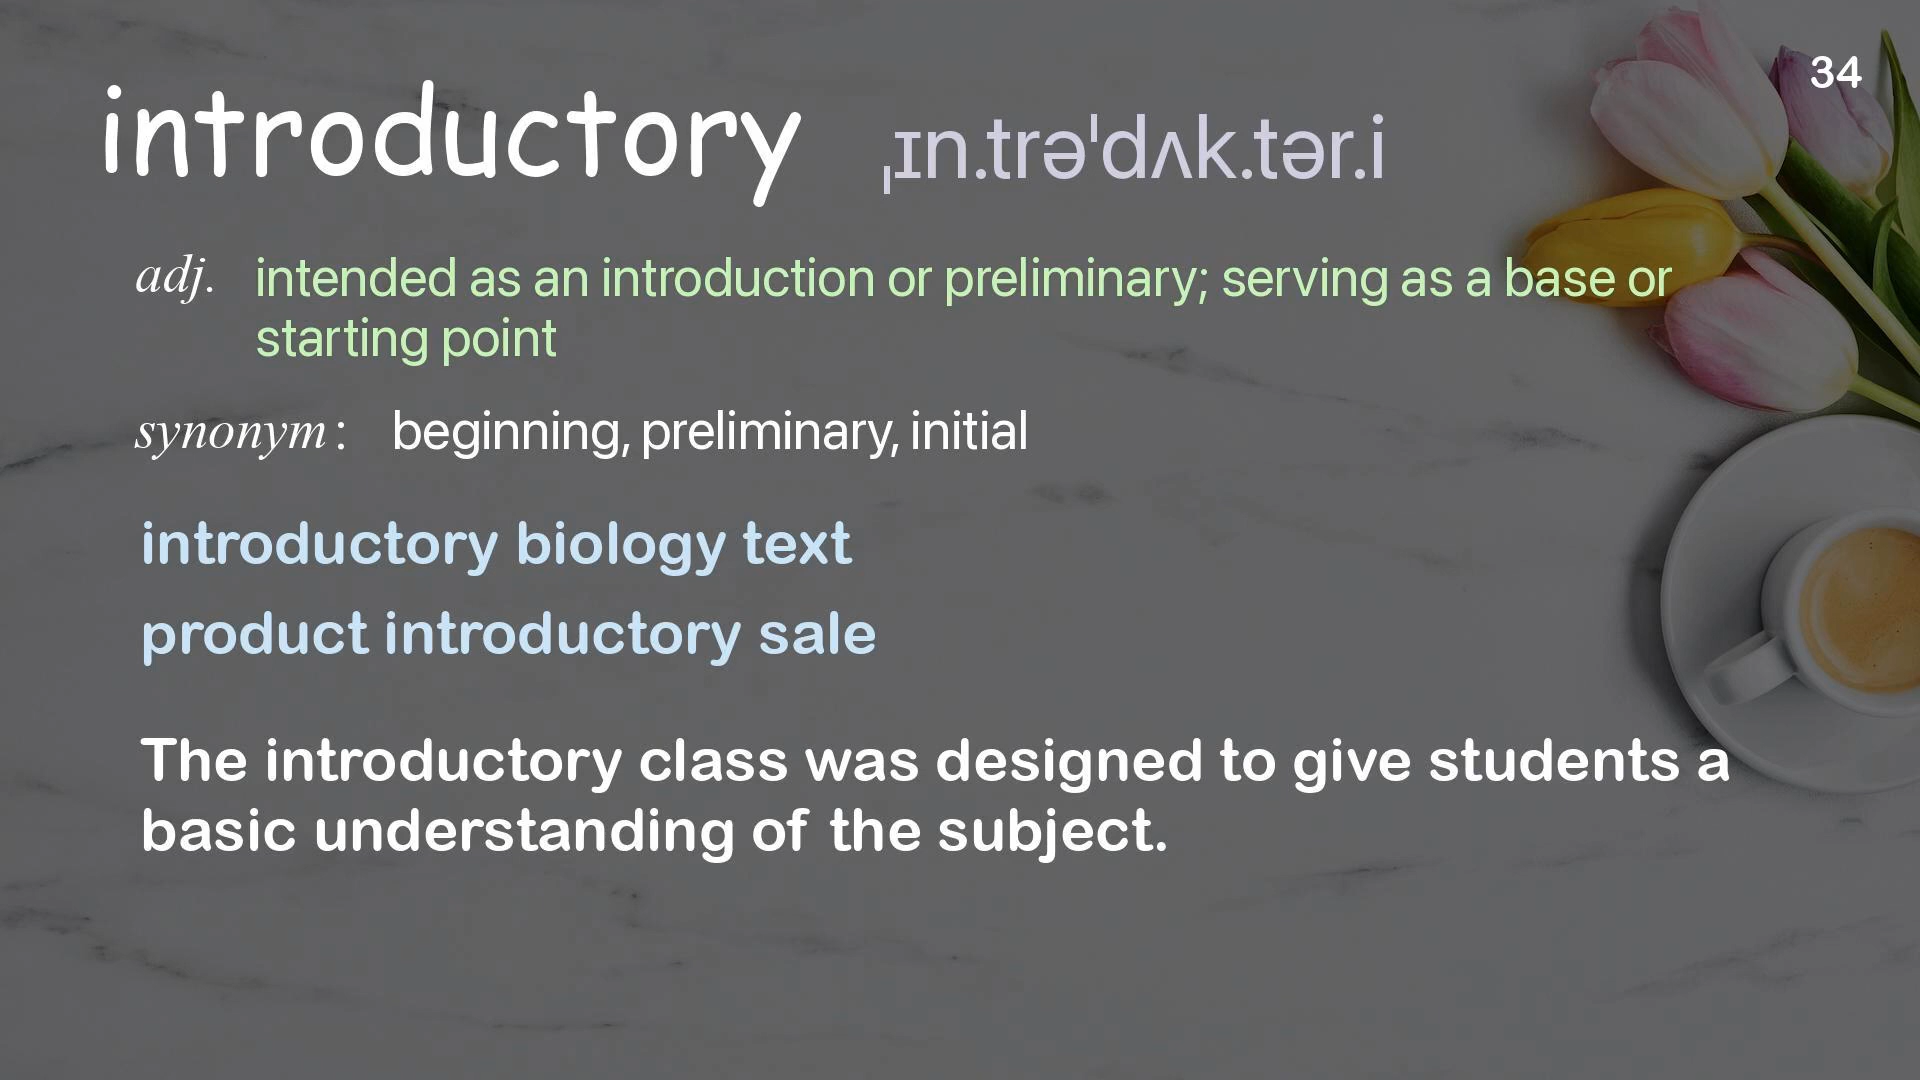 34
introductory ˌɪn.trəˈdʌk.tər.i
adj. intended as an introduction or preliminary; serving as a base or
starting point
synonym : beginning, preliminary, initial
introductory biology text
product introductory sale
The introductory class was designed to give students a
basic understanding of the subject.